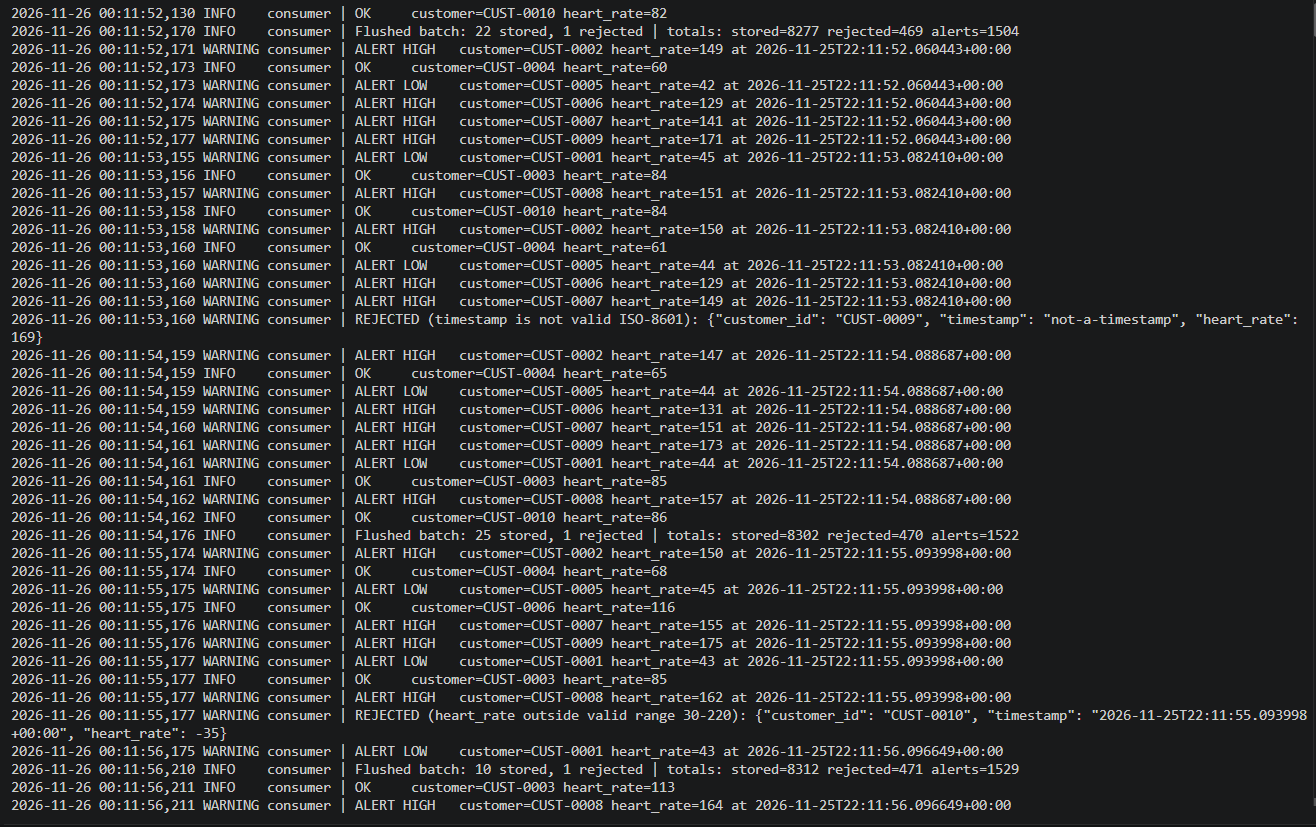 2026-11-26 00:11:52,130 INFO    consumer | OK     customer=CUST-0010 heart_rate=82
2026-11-26 00:11:52,170 INFO    consumer | Flushed batch: 22 stored, 1 rejected | totals: stored=8277 rejected=469 alerts=1504
2026-11-26 00:11:52,171 WARNING consumer | ALERT HIGH   customer=CUST-0002 heart_rate=149 at 2026-11-25T22:11:52.060443+00:00
2026-11-26 00:11:52,173 INFO    consumer | OK     customer=CUST-0004 heart_rate=60
2026-11-26 00:11:52,173 WARNING consumer | ALERT LOW    customer=CUST-0005 heart_rate=42 at 2026-11-25T22:11:52.060443+00:00
2026-11-26 00:11:52,174 WARNING consumer | ALERT HIGH   customer=CUST-0006 heart_rate=129 at 2026-11-25T22:11:52.060443+00:00
2026-11-26 00:11:52,175 WARNING consumer | ALERT HIGH   customer=CUST-0007 heart_rate=141 at 2026-11-25T22:11:52.060443+00:00
2026-11-26 00:11:52,177 WARNING consumer | ALERT HIGH   customer=CUST-0009 heart_rate=171 at 2026-11-25T22:11:52.060443+00:00
2026-11-26 00:11:53,155 WARNING consumer | ALERT LOW    customer=CUST-0001 heart_rate=45 at 2026-11-25T22:11:53.082410+00:00
2026-11-26 00:11:53,156 INFO    consumer | OK     customer=CUST-0003 heart_rate=84
2026-11-26 00:11:53,157 WARNING consumer | ALERT HIGH   customer=CUST-0008 heart_rate=151 at 2026-11-25T22:11:53.082410+00:00
2026-11-26 00:11:53,158 INFO    consumer | OK     customer=CUST-0010 heart_rate=84
2026-11-26 00:11:53,158 WARNING consumer | ALERT HIGH   customer=CUST-0002 heart_rate=150 at 2026-11-25T22:11:53.082410+00:00
2026-11-26 00:11:53,160 INFO    consumer | OK     customer=CUST-0004 heart_rate=61
2026-11-26 00:11:53,160 WARNING consumer | ALERT LOW    customer=CUST-0005 heart_rate=44 at 2026-11-25T22:11:53.082410+00:00
2026-11-26 00:11:53,160 WARNING consumer | ALERT HIGH   customer=CUST-0006 heart_rate=129 at 2026-11-25T22:11:53.082410+00:00
2026-11-26 00:11:53,160 WARNING consumer | ALERT HIGH   customer=CUST-0007 heart_rate=149 at 2026-11-25T22:11:53.082410+00:00
2026-11-26 00:11:53,160 WARNING consumer | REJECTED (timestamp is not valid ISO-8601): {"customer_id": "CUST-0009", "timestamp": "not-a-timestamp", "heart_rate":
169}
2026-11-26 00:11:54,159 WARNING consumer | ALERT HIGH   customer=CUST-0002 heart_rate=147 at 2026-11-25T22:11:54.088687+00:00
2026-11-26 00:11:54,159 INFO    consumer | OK     customer=CUST-0004 heart_rate=65
2026-11-26 00:11:54,159 WARNING consumer | ALERT LOW    customer=CUST-0005 heart_rate=44 at 2026-11-25T22:11:54.088687+00:00
2026-11-26 00:11:54,159 WARNING consumer | ALERT HIGH   customer=CUST-0006 heart_rate=131 at 2026-11-25T22:11:54.088687+00:00
2026-11-26 00:11:54,160 WARNING consumer | ALERT HIGH   customer=CUST-0007 heart_rate=151 at 2026-11-25T22:11:54.088687+00:00
2026-11-26 00:11:54,161 WARNING consumer | ALERT HIGH   customer=CUST-0009 heart_rate=173 at 2026-11-25T22:11:54.088687+00:00
2026-11-26 00:11:54,161 WARNING consumer | ALERT LOW    customer=CUST-0001 heart_rate=44 at 2026-11-25T22:11:54.088687+00:00
2026-11-26 00:11:54,161 INFO    consumer | OK     customer=CUST-0003 heart_rate=85
2026-11-26 00:11:54,162 WARNING consumer | ALERT HIGH   customer=CUST-0008 heart_rate=157 at 2026-11-25T22:11:54.088687+00:00
2026-11-26 00:11:54,162 INFO    consumer | OK     customer=CUST-0010 heart_rate=86
2026-11-26 00:11:54,176 INFO    consumer | Flushed batch: 25 stored, 1 rejected | totals: stored=8302 rejected=470 alerts=1522
2026-11-26 00:11:55,174 WARNING consumer | ALERT HIGH   customer=CUST-0002 heart_rate=150 at 2026-11-25T22:11:55.093998+00:00
2026-11-26 00:11:55,174 INFO    consumer | OK     customer=CUST-0004 heart_rate=68
2026-11-26 00:11:55,175 WARNING consumer | ALERT LOW    customer=CUST-0005 heart_rate=45 at 2026-11-25T22:11:55.093998+00:00
2026-11-26 00:11:55,175 INFO    consumer | OK     customer=CUST-0006 heart_rate=116
2026-11-26 00:11:55,176 WARNING consumer | ALERT HIGH   customer=CUST-0007 heart_rate=155 at 2026-11-25T22:11:55.093998+00:00
2026-11-26 00:11:55,176 WARNING consumer | ALERT HIGH   customer=CUST-0009 heart_rate=175 at 2026-11-25T22:11:55.093998+00:00
2026-11-26 00:11:55,177 WARNING consumer | ALERT LOW    customer=CUST-0001 heart_rate=43 at 2026-11-25T22:11:55.093998+00:00
2026-11-26 00:11:55,177 INFO    consumer | OK     customer=CUST-0003 heart_rate=85
2026-11-26 00:11:55,177 WARNING consumer | ALERT HIGH   customer=CUST-0008 heart_rate=162 at 2026-11-25T22:11:55.093998+00:00
2026-11-26 00:11:55,177 WARNING consumer | REJECTED (heart_rate outside valid range 30-220): {"customer_id": "CUST-0010", "timestamp": "2026-11-25T22:11:55.093998
+00:00", "heart_rate": -35}
2026-11-26 00:11:56,175 WARNING consumer | ALERT LOW    customer=CUST-0001 heart_rate=43 at 2026-11-25T22:11:56.096649+00:00
2026-11-26 00:11:56,210 INFO    consumer | Flushed batch: 10 stored, 1 rejected | totals: stored=8312 rejected=471 alerts=1529
2026-11-26 00:11:56,211 INFO    consumer | OK     customer=CUST-0003 heart_rate=113
2026-11-26 00:11:56,211 WARNING consumer | ALERT HIGH   customer=CUST-0008 heart_rate=164 at 2026-11-25T22:11:56.096649+00:00